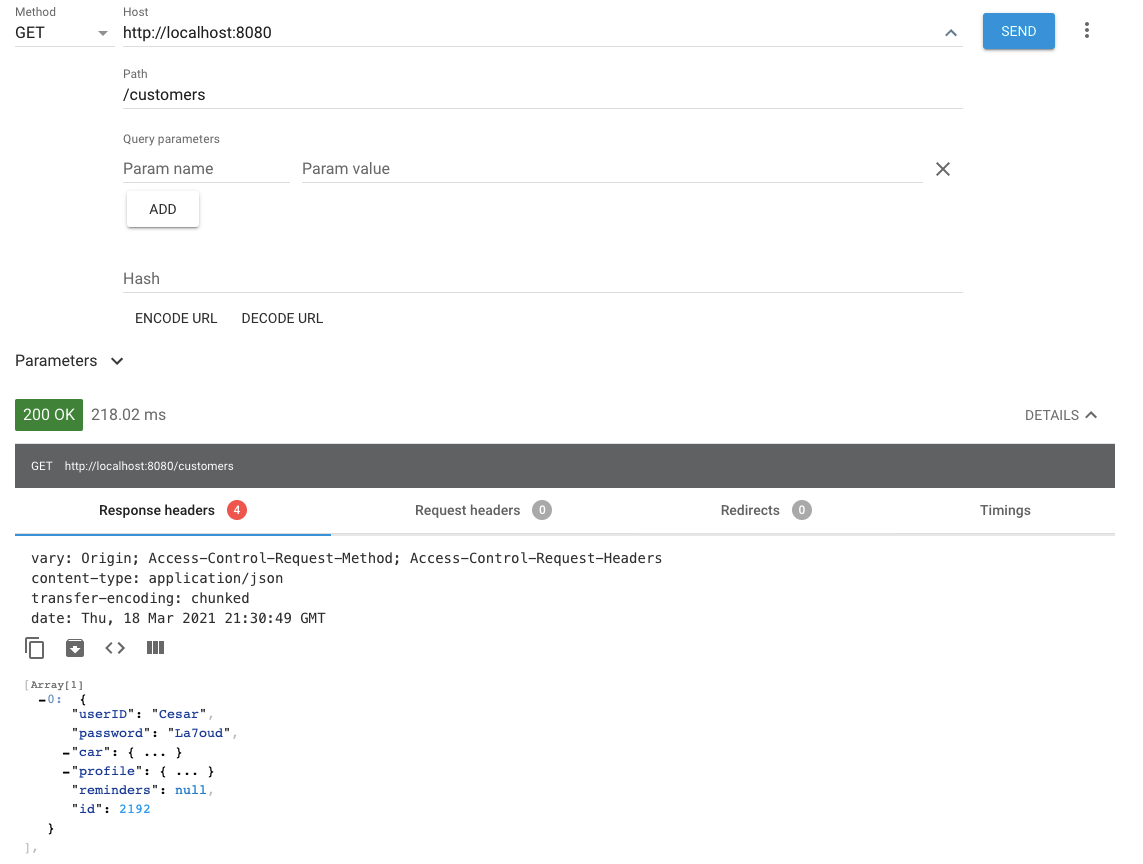 Method Host
GET http://localhost:8080 SEND
Path
/customers
Query parameters
Param name Param value
ADD
Hash
ENCODE URL DECODE URL
Parameters
200 OK 218.02 ms DETAILS
GET http://localhost:8080/customers
Response headers 4 Request headers 0 Redirects 0 Timings
vary: Origin; Access-Control-Request-Method; Access-Control-Request-Headers
content-type: application/json
transfer-encoding: chunked
date: Thu, 18 Mar 2021 21:30:49 GMT
[Array[1]
-0: {
"userID": "Cesar",
"password": "La7oud",
-"car": { ... }
-"profile": { ... }
"reminders": null,
"id": 2192
}
],